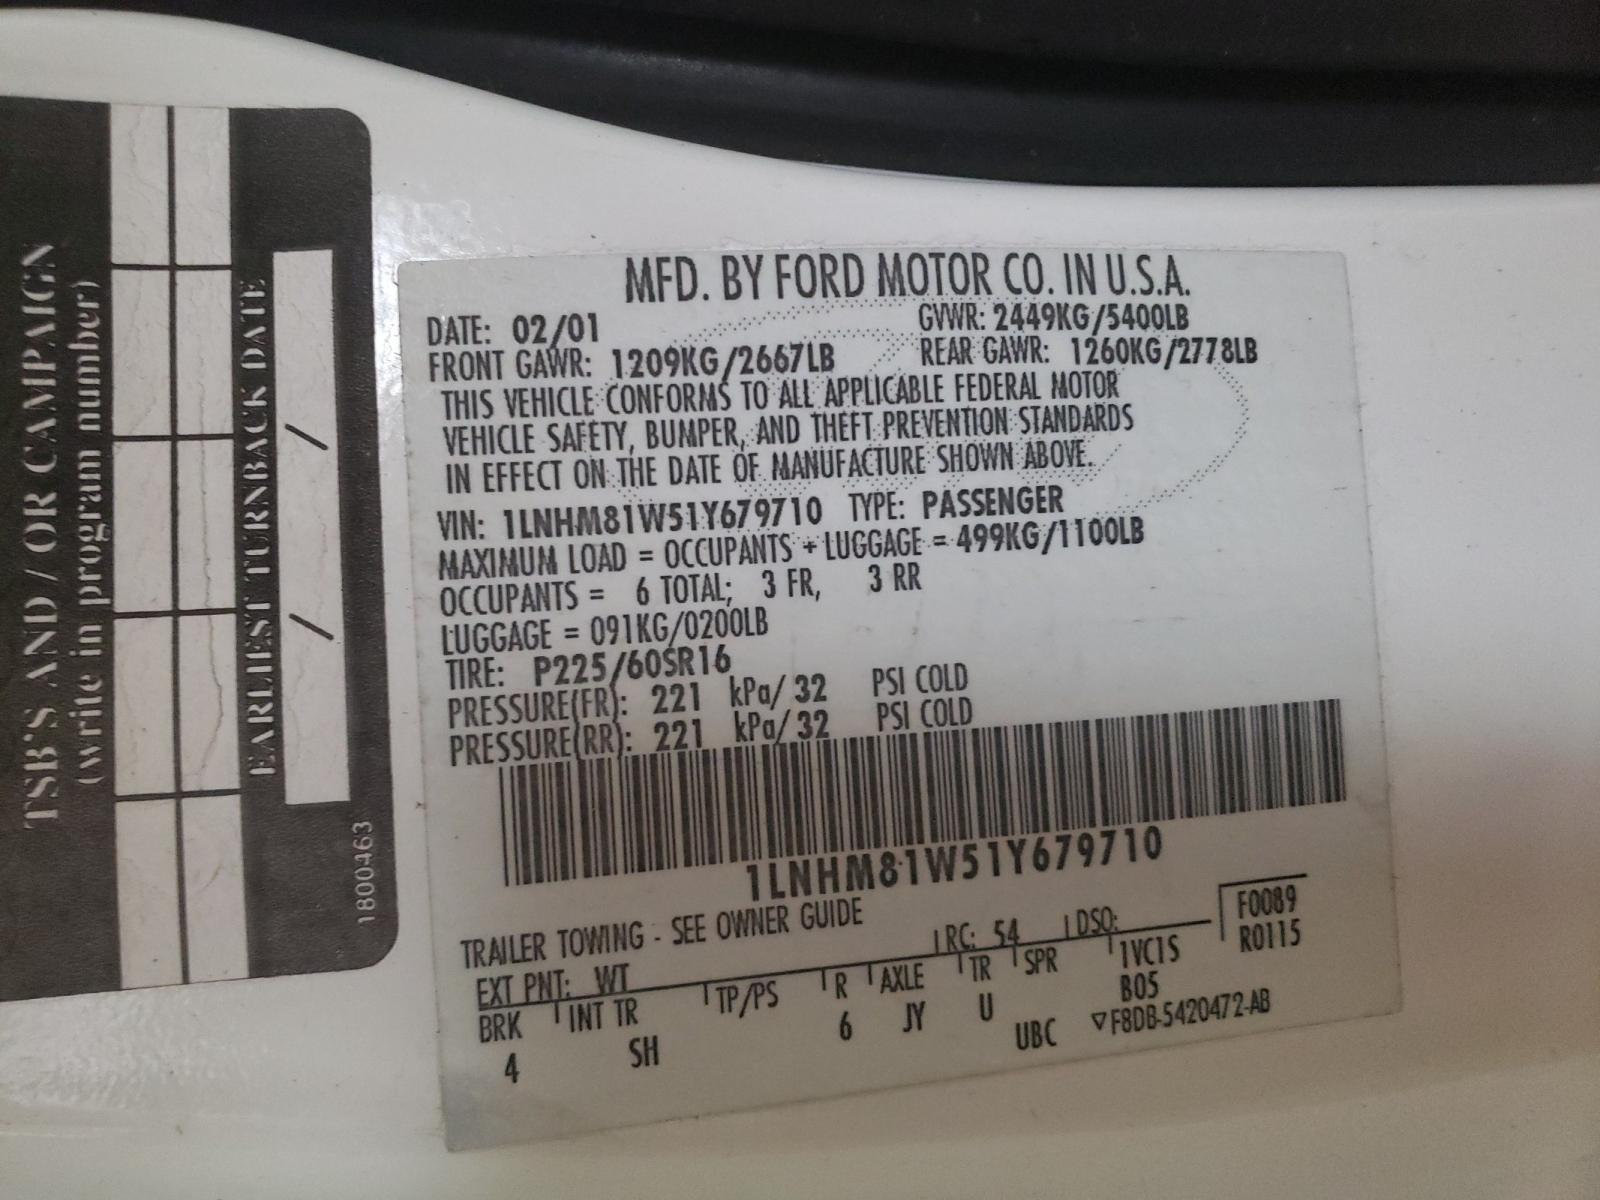 TSB'S AND / OR CAMPAIGN
(write in program number)
EARLIEST TURNBACK DATE
/ /
1800463
MFD. BY FORD MOTOR CO. IN U.S.A.
DATE: 02/01 GVWR: 2449KG/5400LB
FRONT GAWR: 1209KG/2667LB REAR GAWR: 1260KG/2778LB
THIS VEHICLE CONFORMS TO ALL APPLICABLE FEDERAL MOTOR
VEHICLE SAFETY, BUMPER, AND THEFT PREVENTION STANDARDS
IN EFFECT ON THE DATE OF MANUFACTURE SHOWN ABOVE.
VIN: 1LNHM81W51Y679710 TYPE: PASSENGER
MAXIMUM LOAD = OCCUPANTS + LUGGAGE = 499KG/1100LB
OCCUPANTS = 6 TOTAL; 3 FR, 3 RR
LUGGAGE = 091KG/0200LB
TIRE: P225/60SR16
PRESSURE(FR): 221 kPa/ 32 PSI COLD
PRESSURE(RR): 221 kPa/ 32 PSI COLD
1LNHM81W51Y679710
TRAILER TOWING - SEE OWNER GUIDE
EXT PNT: WT RC: 54 DSO: F0089
R0115
BRK INT TR TP/PS R AXLE TR SPR 1VC1S
4 SH 6 JY U B05
UBC ▽F8DB-5420472-AB